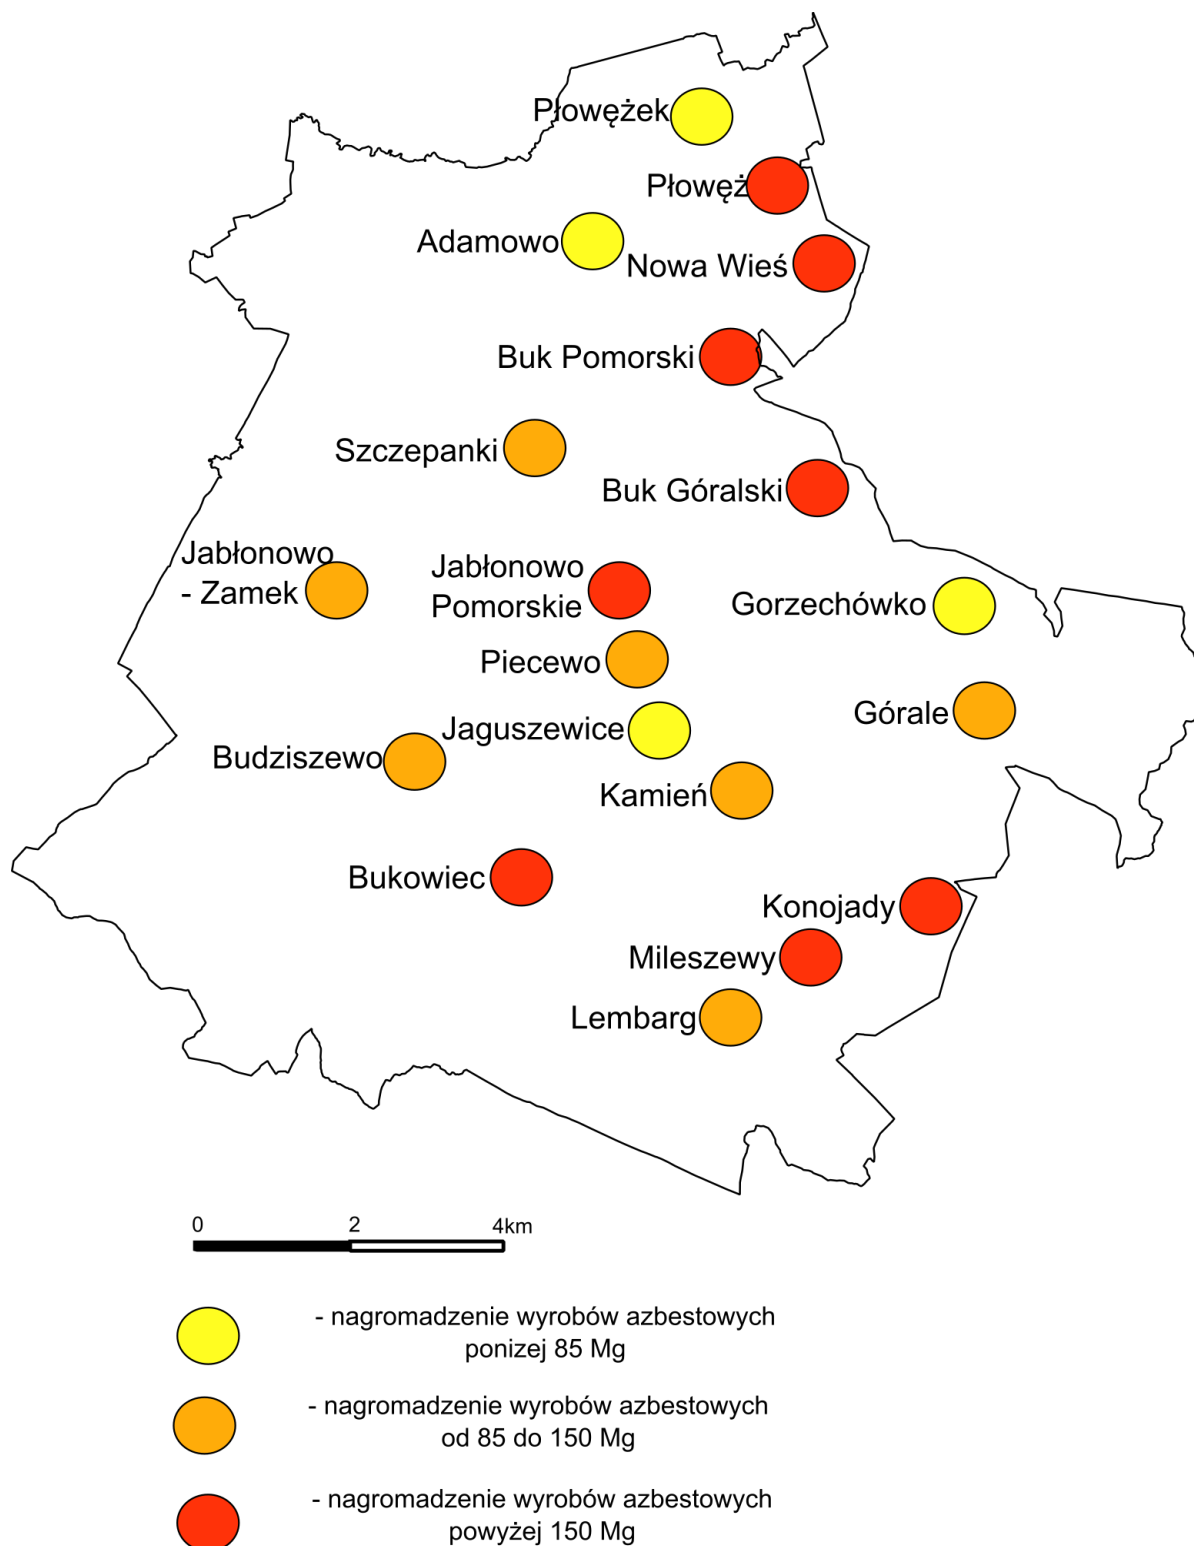 Płowężek
Płowęż
Adamowo
Nowa Wieś
Buk Pomorski
Szczepanki
Buk Góralski
Jabłonowo
- Zamek
Jabłonowo
Pomorskie
Gorzechówko
Piecewo
Górale
Jaguszewice
Budziszewo
Kamień
Bukowiec
Konojady
Mileszewy
Lembarg
0 2 4km
- nagromadzenie wyrobów azbestowych
ponizej 85 Mg
- nagromadzenie wyrobów azbestowych
od 85 do 150 Mg
- nagromadzenie wyrobów azbestowych
powyżej 150 Mg